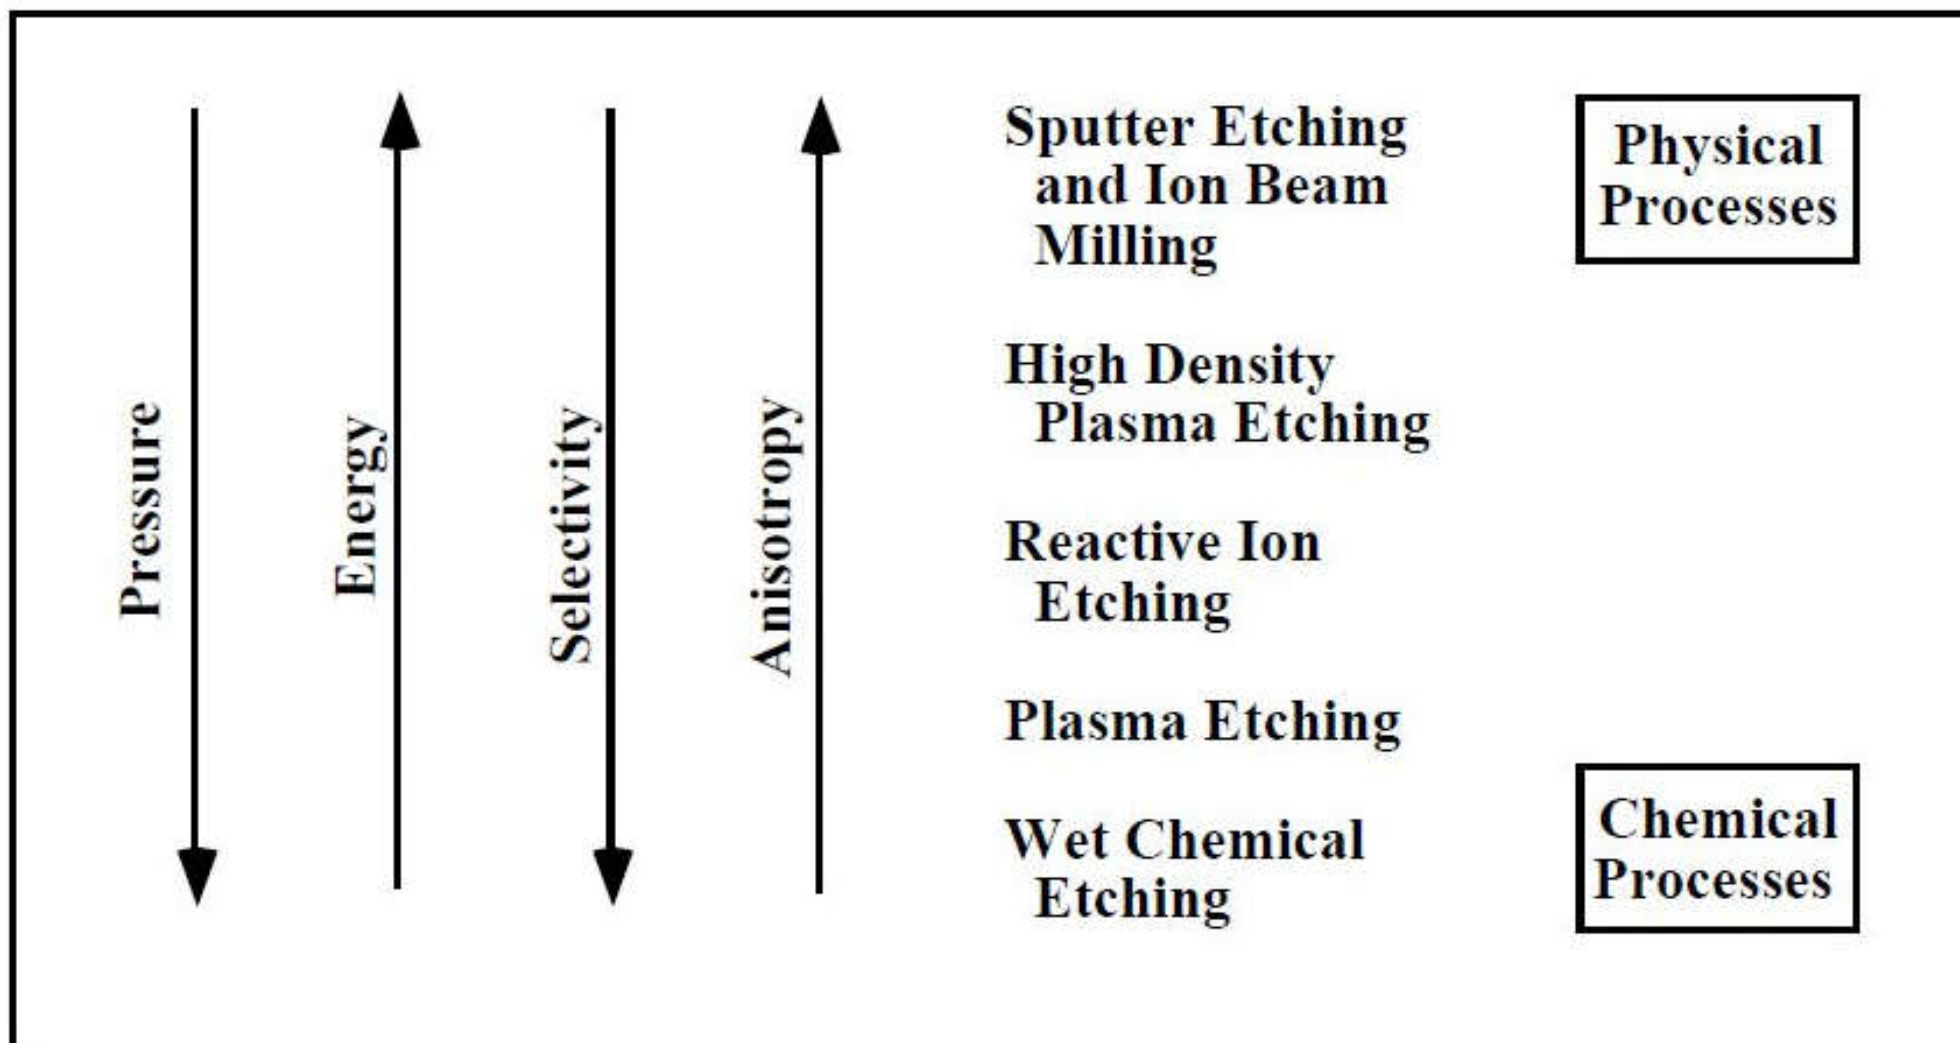 Pressure
Energy
Selectivity
Anisotropy
Sputter Etching
and Ion Beam
Milling
High Density
Plasma Etching
Reactive Ion
Etching
Plasma Etching
Wet Chemical
Etching
Physical
Processes
Chemical
Processes